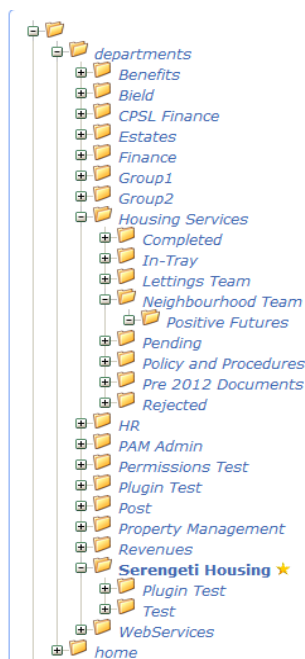 departments
Benefits
Bield
CPSL Finance
Estates
Finance
Group1
Group2
Housing Services
Completed
In-Tray
Lettings Team
Neighbourhood Team
Positive Futures
Pending
Policy and Procedures
Pre 2012 Documents
Rejected
HR
PAM Admin
Permissions Test
Plugin Test
Post
Property Management
Revenues
Serengeti Housing
Plugin Test
Test
WebServices
home